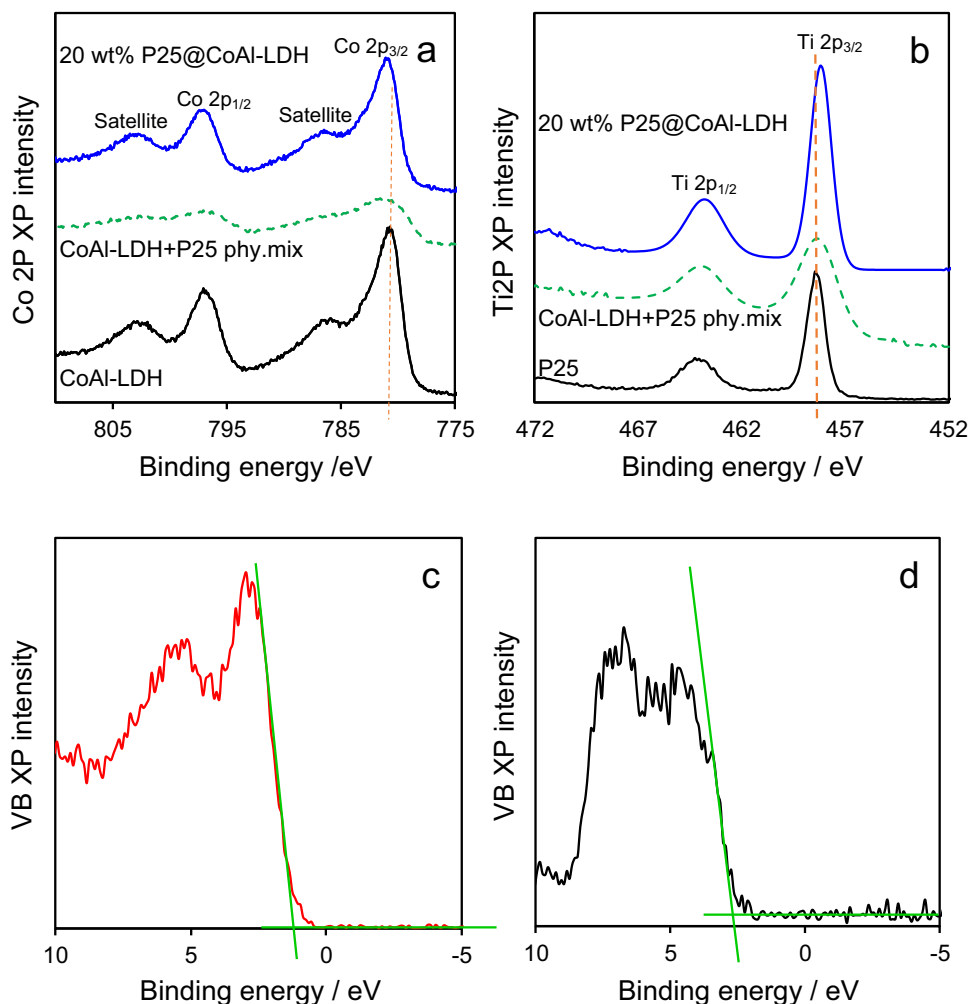 a
20 wt% P25@CoAl-LDH
Co 2p3/2
Co 2p1/2
Satellite
Satellite
CoAl-LDH+P25 phy.mix
CoAl-LDH
Co 2P XP intensity
805 795 785 775
Binding energy /eV
b
Ti 2p3/2
20 wt% P25@CoAl-LDH
Ti 2p1/2
CoAl-LDH+P25 phy.mix
P25
Ti2P XP intensity
472 467 462 457 452
Binding energy / eV
c
VB XP intensity
10 5 0 -5
Binding energy / eV
d
VB XP intensity
10 5 0 -5
Binding energy / eV